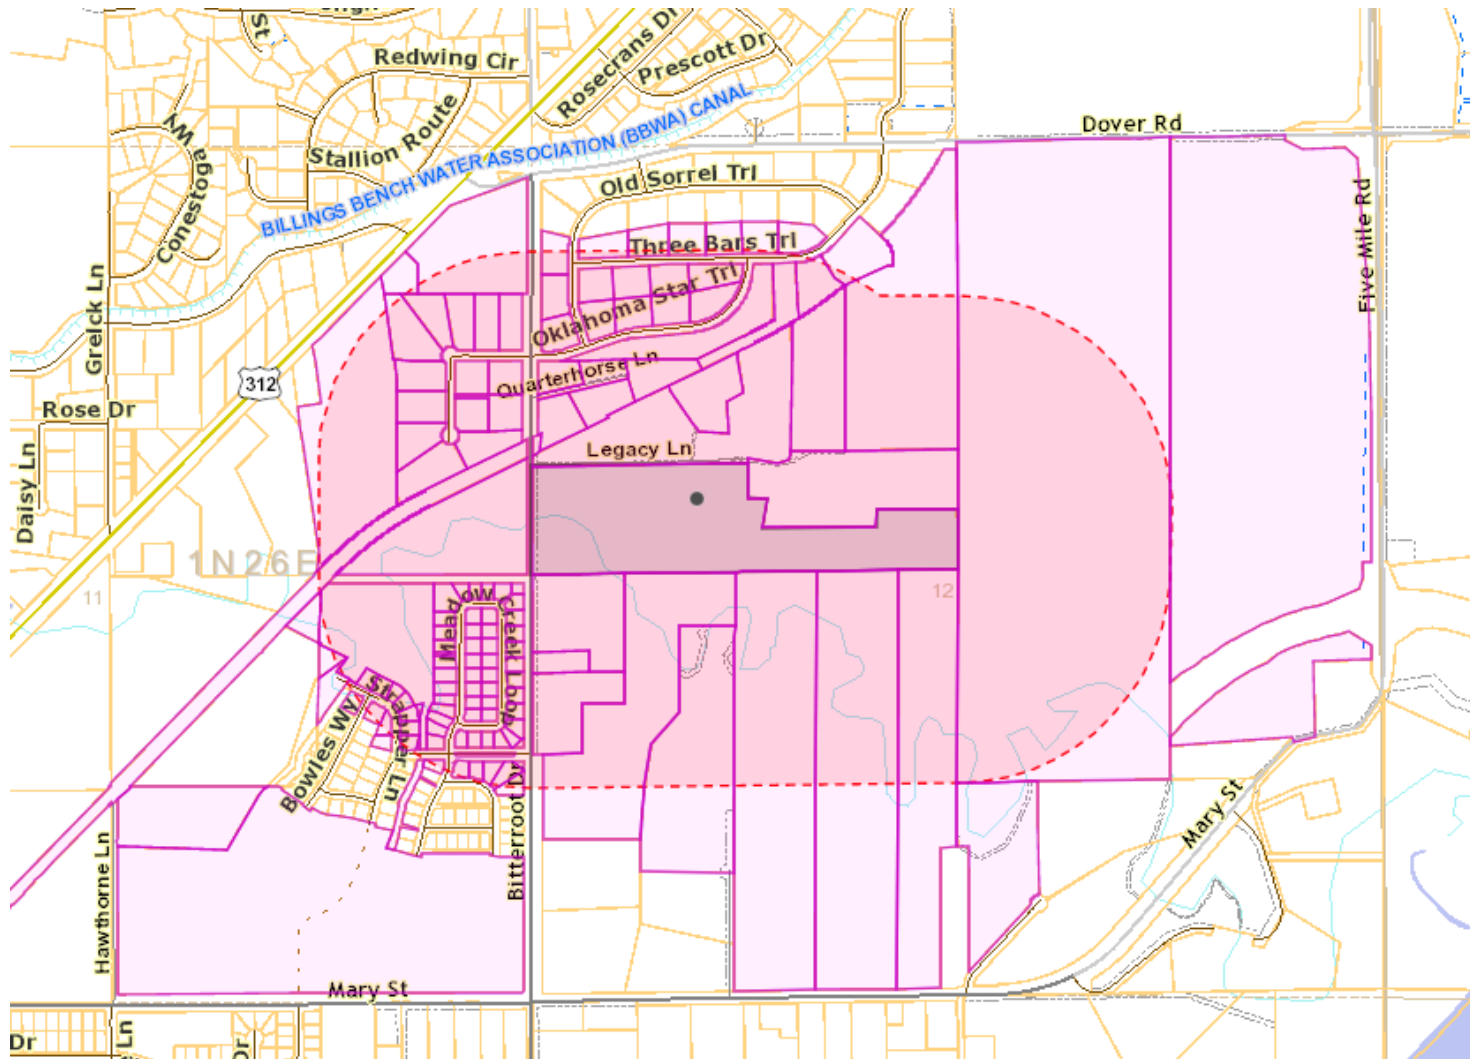 St
Redwing Cir
Rosecrans Dr
Prescott Dr
Conestoga Wy
Stallion Route
BILLINGS BENCH WATER ASSOCIATION (BBWA) CANAL
Dover Rd
Old Sorrel Trl
Three Bars Trl
Five Mile Rd
Oklahoma Star Trl
Greick Ln
Quarterhorse Ln
312
Rose Dr
Legacy Ln
Daisy Ln
1N26E
11
12
Meadow Creek Loop
Strapper Ln
Bowles Wy
Bitterroot Dr
Mary St
Hawthorne Ln
Mary St
Dr
Ln
Dr